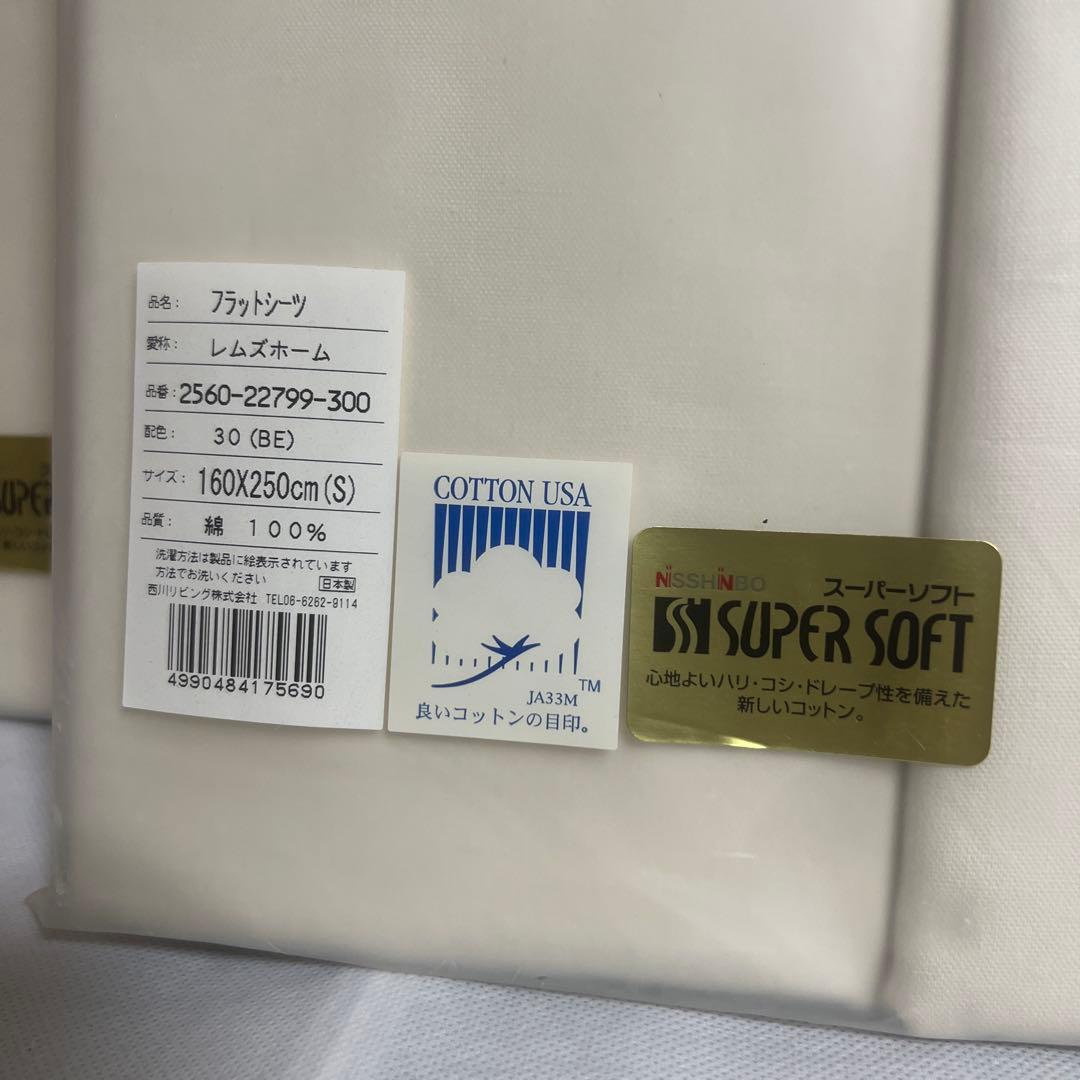 品名： フラットシーツ
愛称： レムズホーム
品番：2560-22799-300
配色： 30（BE）
サイズ： 160X250cm（S）
品質： 綿 100%
洗濯方法は製品に絵表示されています
方法でお洗いください 日本製
西川リビング株式会社 TEL06-6262-9114
4990484175690
COTTON USA
TM
JA33M
良いコットンの目印。
NISSHINBO
スーパーソフト
SUPER SOFT
心地よいハリ・コシ・ドレープ性を備えた
新しいコットン。